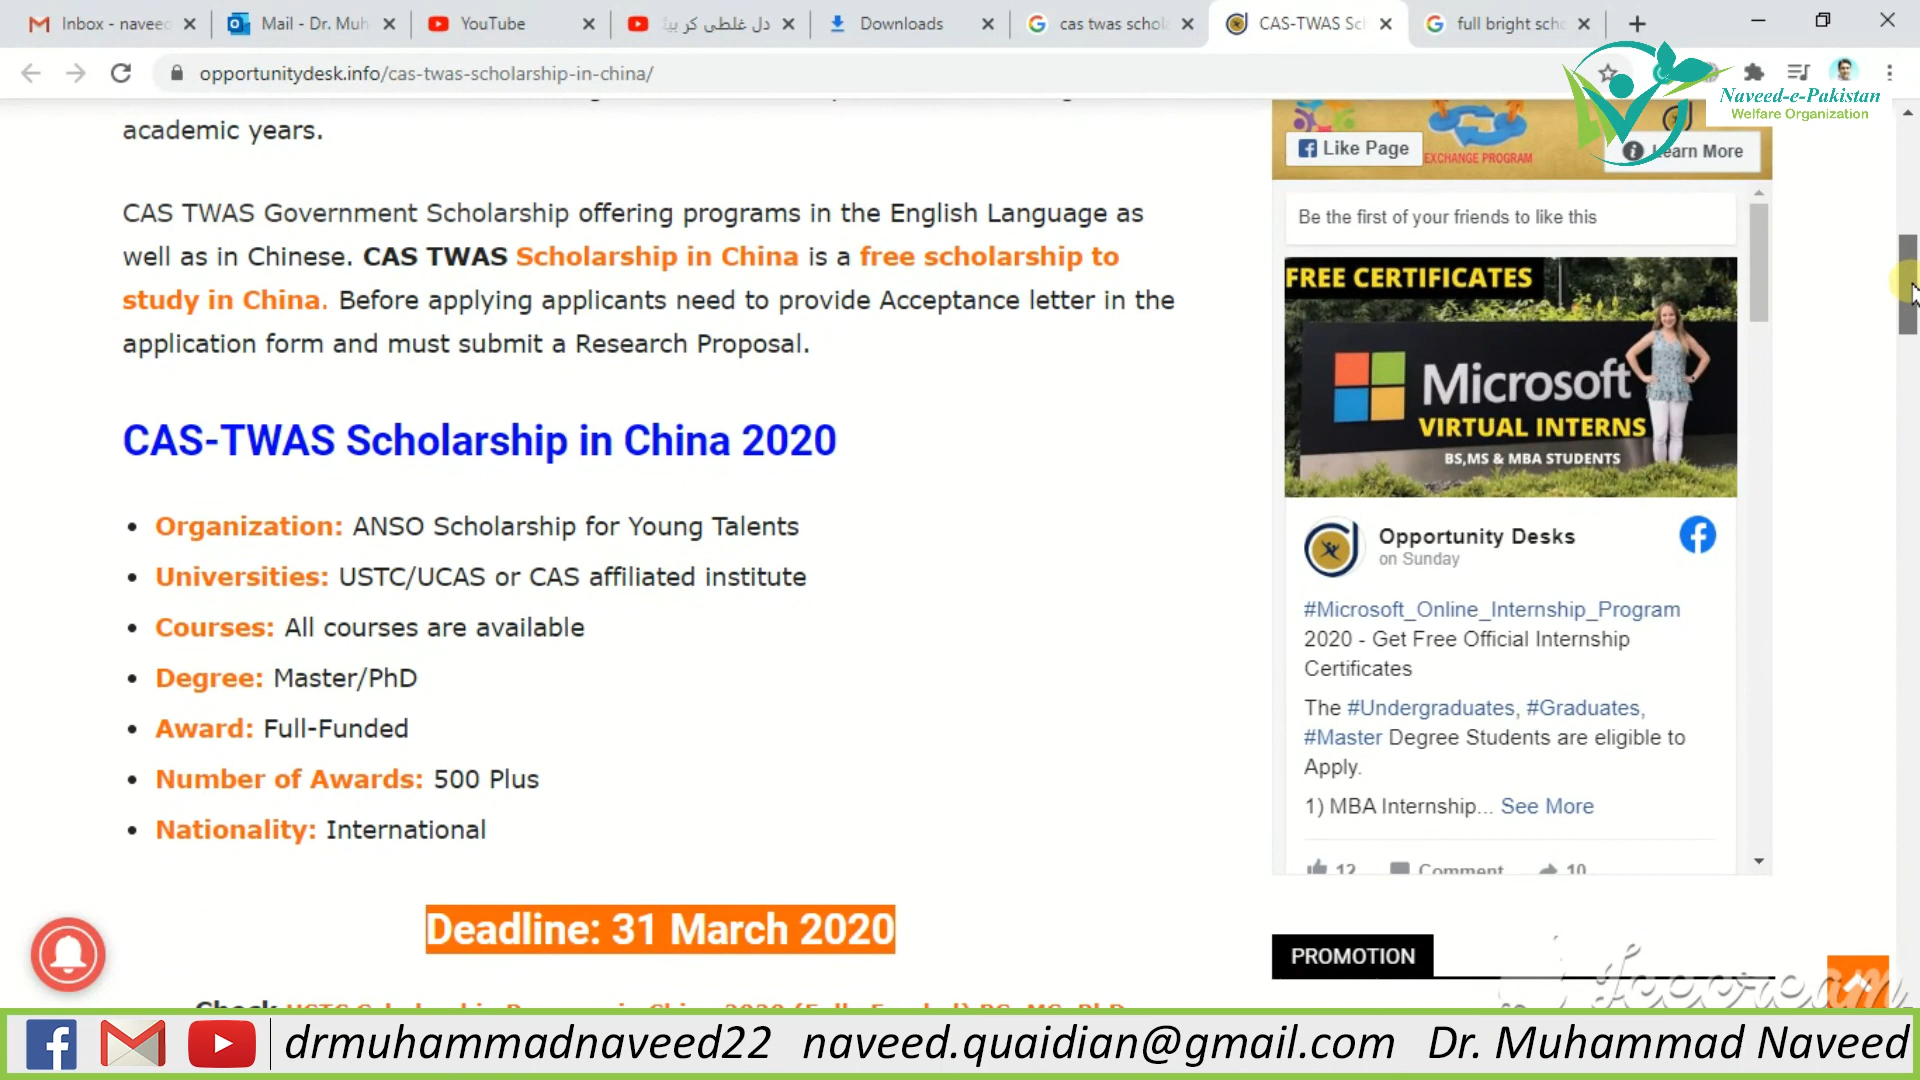 Inbox - naveed
Mail - Dr. Muh
YouTube
دل غلطی کر بیٹ
Downloads
cas twas schol
CAS-TWAS Sc
full bright scho
opportunitydesk.info/cas-twas-scholarship-in-china/
Naveed-e-Pakistan
Welfare Organization
academic years.
CAS TWAS Government Scholarship offering programs in the English Language as
well as in Chinese. CAS TWAS Scholarship in China is a free scholarship to
study in China. Before applying applicants need to provide Acceptance letter in the
application form and must submit a Research Proposal.
CAS-TWAS Scholarship in China 2020
• Organization: ANSO Scholarship for Young Talents
• Universities: USTC/UCAS or CAS affiliated institute
• Courses: All courses are available
• Degree: Master/PhD
• Award: Full-Funded
• Number of Awards: 500 Plus
• Nationality: International
Deadline: 31 March 2020
Like Page
EXCHANGE PROGRAM
Learn More
Be the first of your friends to like this
FREE CERTIFICATES
Microsoft
VIRTUAL INTERNS
BS,MS & MBA STUDENTS
Opportunity Desks
on Sunday
#Microsoft_Online_Internship_Program
2020 - Get Free Official Internship
Certificates
The #Undergraduates, #Graduates,
#Master Degree Students are eligible to
Apply.
1) MBA Internship... See More
12 Comment 10
PROMOTION
Icecream
drmuhammadnaveed22 naveed.quaidian@gmail.com Dr. Muhammad Naveed